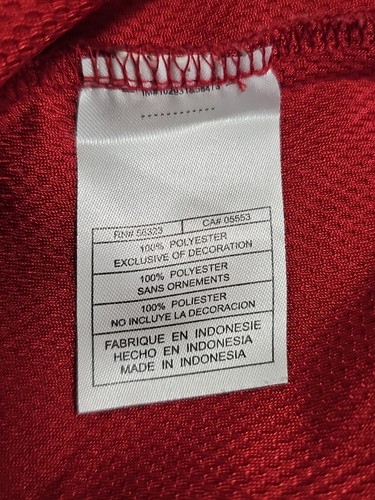 RN# 56323 CA# 05553
100% POLYESTER
EXCLUSIVE OF DECORATION
100% POLYESTER
SANS ORNEMENTS
100% POLIESTER
NO INCLUYE LA DECORACION
FABRIQUE EN INDONESIE
HECHO EN INDONESIA
MADE IN INDONESIA